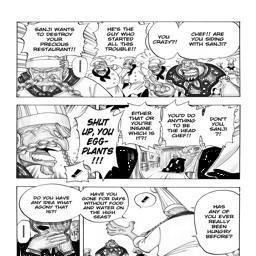 CHEF!! ARE
YOU SIDING
WITH SANJI?
YOU
CRAZY?!
HE'S THE
GUY WHO
STARTED
ALL THIS
TROUBLE!!
SANJI WANTS
TO DESTROY
YOUR
PRECIOUS
RESTAURANT!!
!
DON'T
YOU,
SANJI
?!
YOU'D DO
ANYTHING
TO BE
THE HEAD
CHEF!!
EITHER
THAT OR
YOU'RE
INSANE.
WHICH
IS IT?!
SHUT
UP, YOU
EGG-
PLANTS
!!!
HAS
ANY OF
YOU EVER
REALLY
BEEN
HUNGRY
BEFORE?
HAVE YOU
GONE FOR DAYS
WITHOUT FOOD
AND WATER
ON THE
HIGH SEAS?
DO YOU HAVE
ANY IDEA WHAT
AGONY THAT
IS?!
!